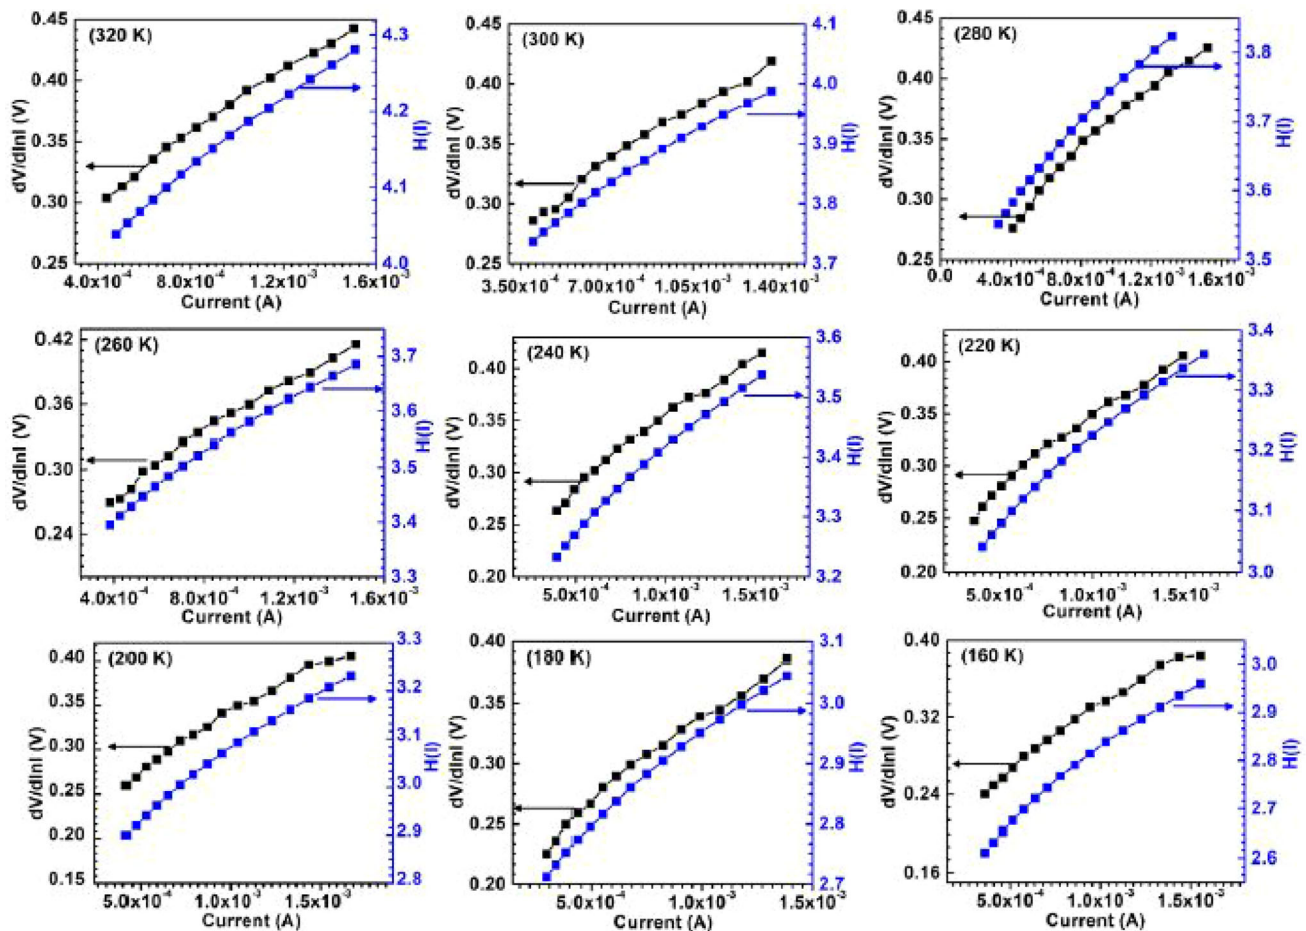 (320 K)
0.45
0.40
0.35
0.30
0.25
dV/dlnI (V)
4.3
4.2
4.1
4.0
H(I)
4.0x10⁻⁴ 8.0x10⁻⁴ 1.2x10⁻³ 1.6x10⁻³
Current (A)
(300 K)
0.45
0.40
0.35
0.30
0.25
dV/dlnI (V)
4.1
4.0
3.9
3.8
3.7
H(I)
3.50x10⁻⁴ 7.00x10⁻⁴ 1.05x10⁻³ 1.40x10⁻³
Current (A)
(280 K)
0.45
0.40
0.35
0.30
0.25
dV/dlnI (V)
3.8
3.7
3.6
3.5
H(I)
0.0 4.0x10⁻⁴ 8.0x10⁻⁴ 1.2x10⁻³ 1.6x10⁻³
Current (A)
(260 K)
0.42
0.36
0.30
0.24
dV/dlnI (V)
3.7
3.6
3.5
3.4
3.3
H(I)
4.0x10⁻⁴ 8.0x10⁻⁴ 1.2x10⁻³ 1.6x10⁻³
Current (A)
(240 K)
0.40
0.35
0.30
0.25
0.20
dV/dlnI (V)
3.6
3.5
3.4
3.3
3.2
H(I)
5.0x10⁻⁴ 1.0x10⁻³ 1.5x10⁻³
Current (A)
(220 K)
0.40
0.35
0.30
0.25
0.20
dV/dlnI (V)
3.4
3.3
3.2
3.1
3.0
H(I)
5.0x10⁻⁴ 1.0x10⁻³ 1.5x10⁻³
Current (A)
(200 K)
0.40
0.35
0.30
0.25
0.20
0.15
dV/dlnI (V)
3.3
3.2
3.1
3.0
2.9
2.8
H(I)
5.0x10⁻⁴ 1.0x10⁻³ 1.5x10⁻³
Current (A)
(180 K)
0.40
0.35
0.30
0.25
0.20
dV/dlnI (V)
3.1
3.0
2.9
2.8
2.7
H(I)
5.0x10⁻⁴ 1.0x10⁻³ 1.5x10⁻³
Current (A)
(160 K)
0.40
0.32
0.24
0.16
dV/dlnI (V)
3.0
2.9
2.8
2.7
2.6
H(I)
5.0x10⁻⁴ 1.0x10⁻³ 1.5x10⁻³
Current (A)